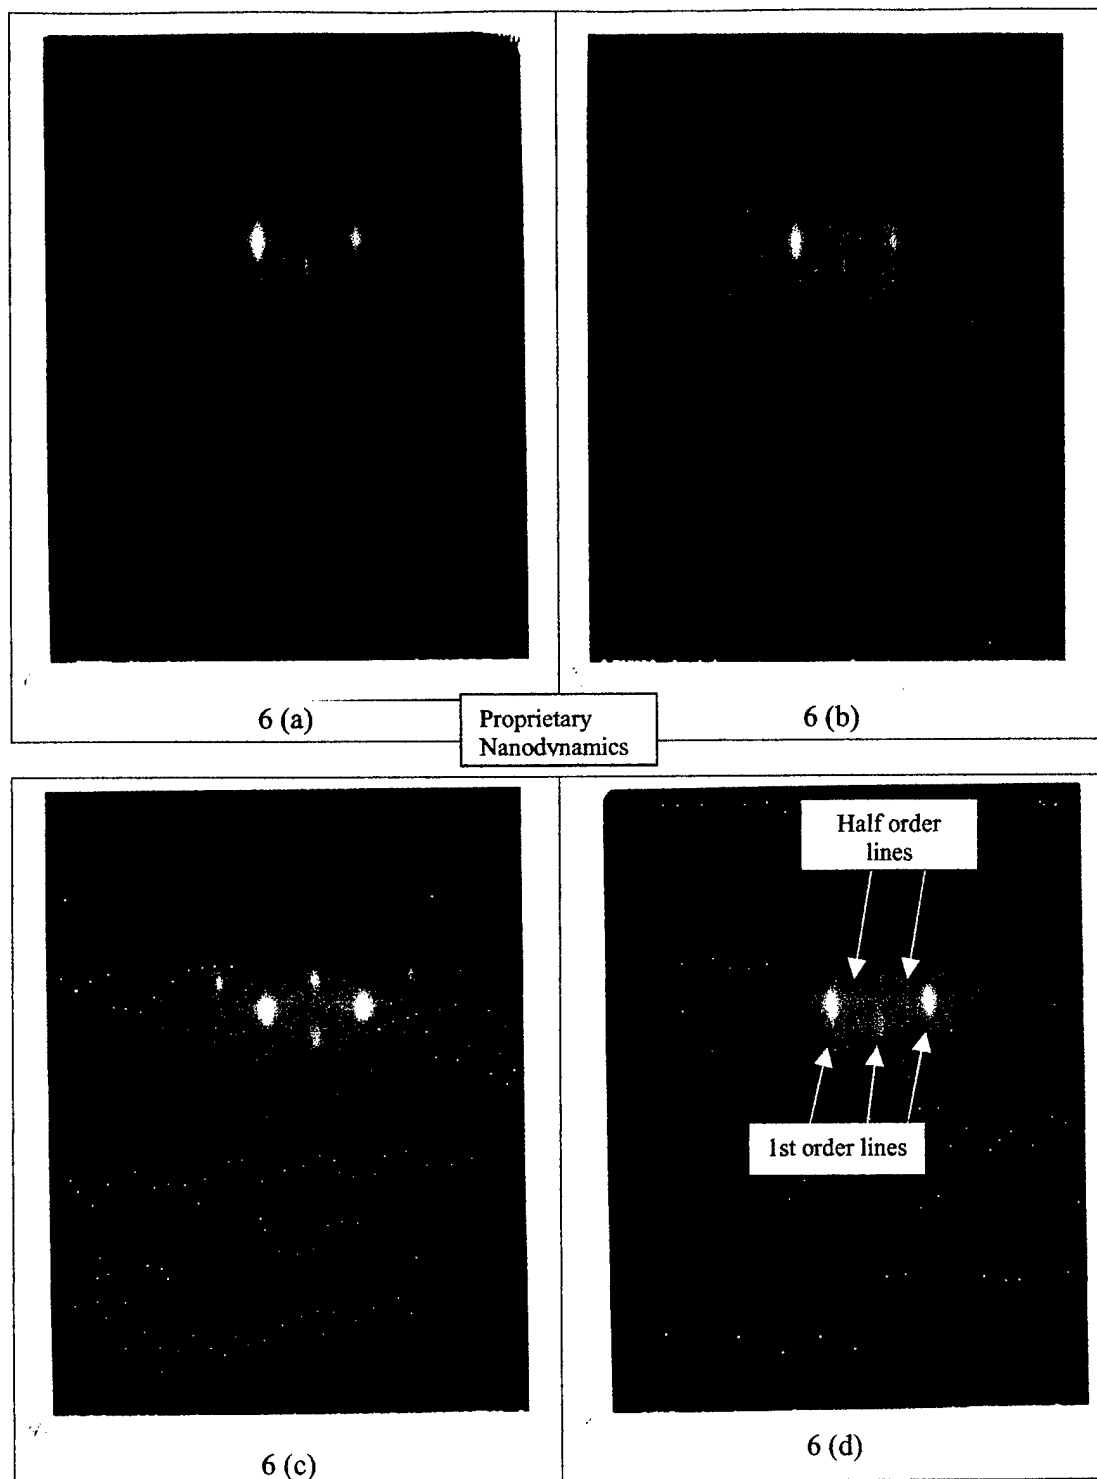 6 (a)
6 (b)
Proprietary
Nanodynamics
Half order
lines
1st order lines
6 (c)
6 (d)